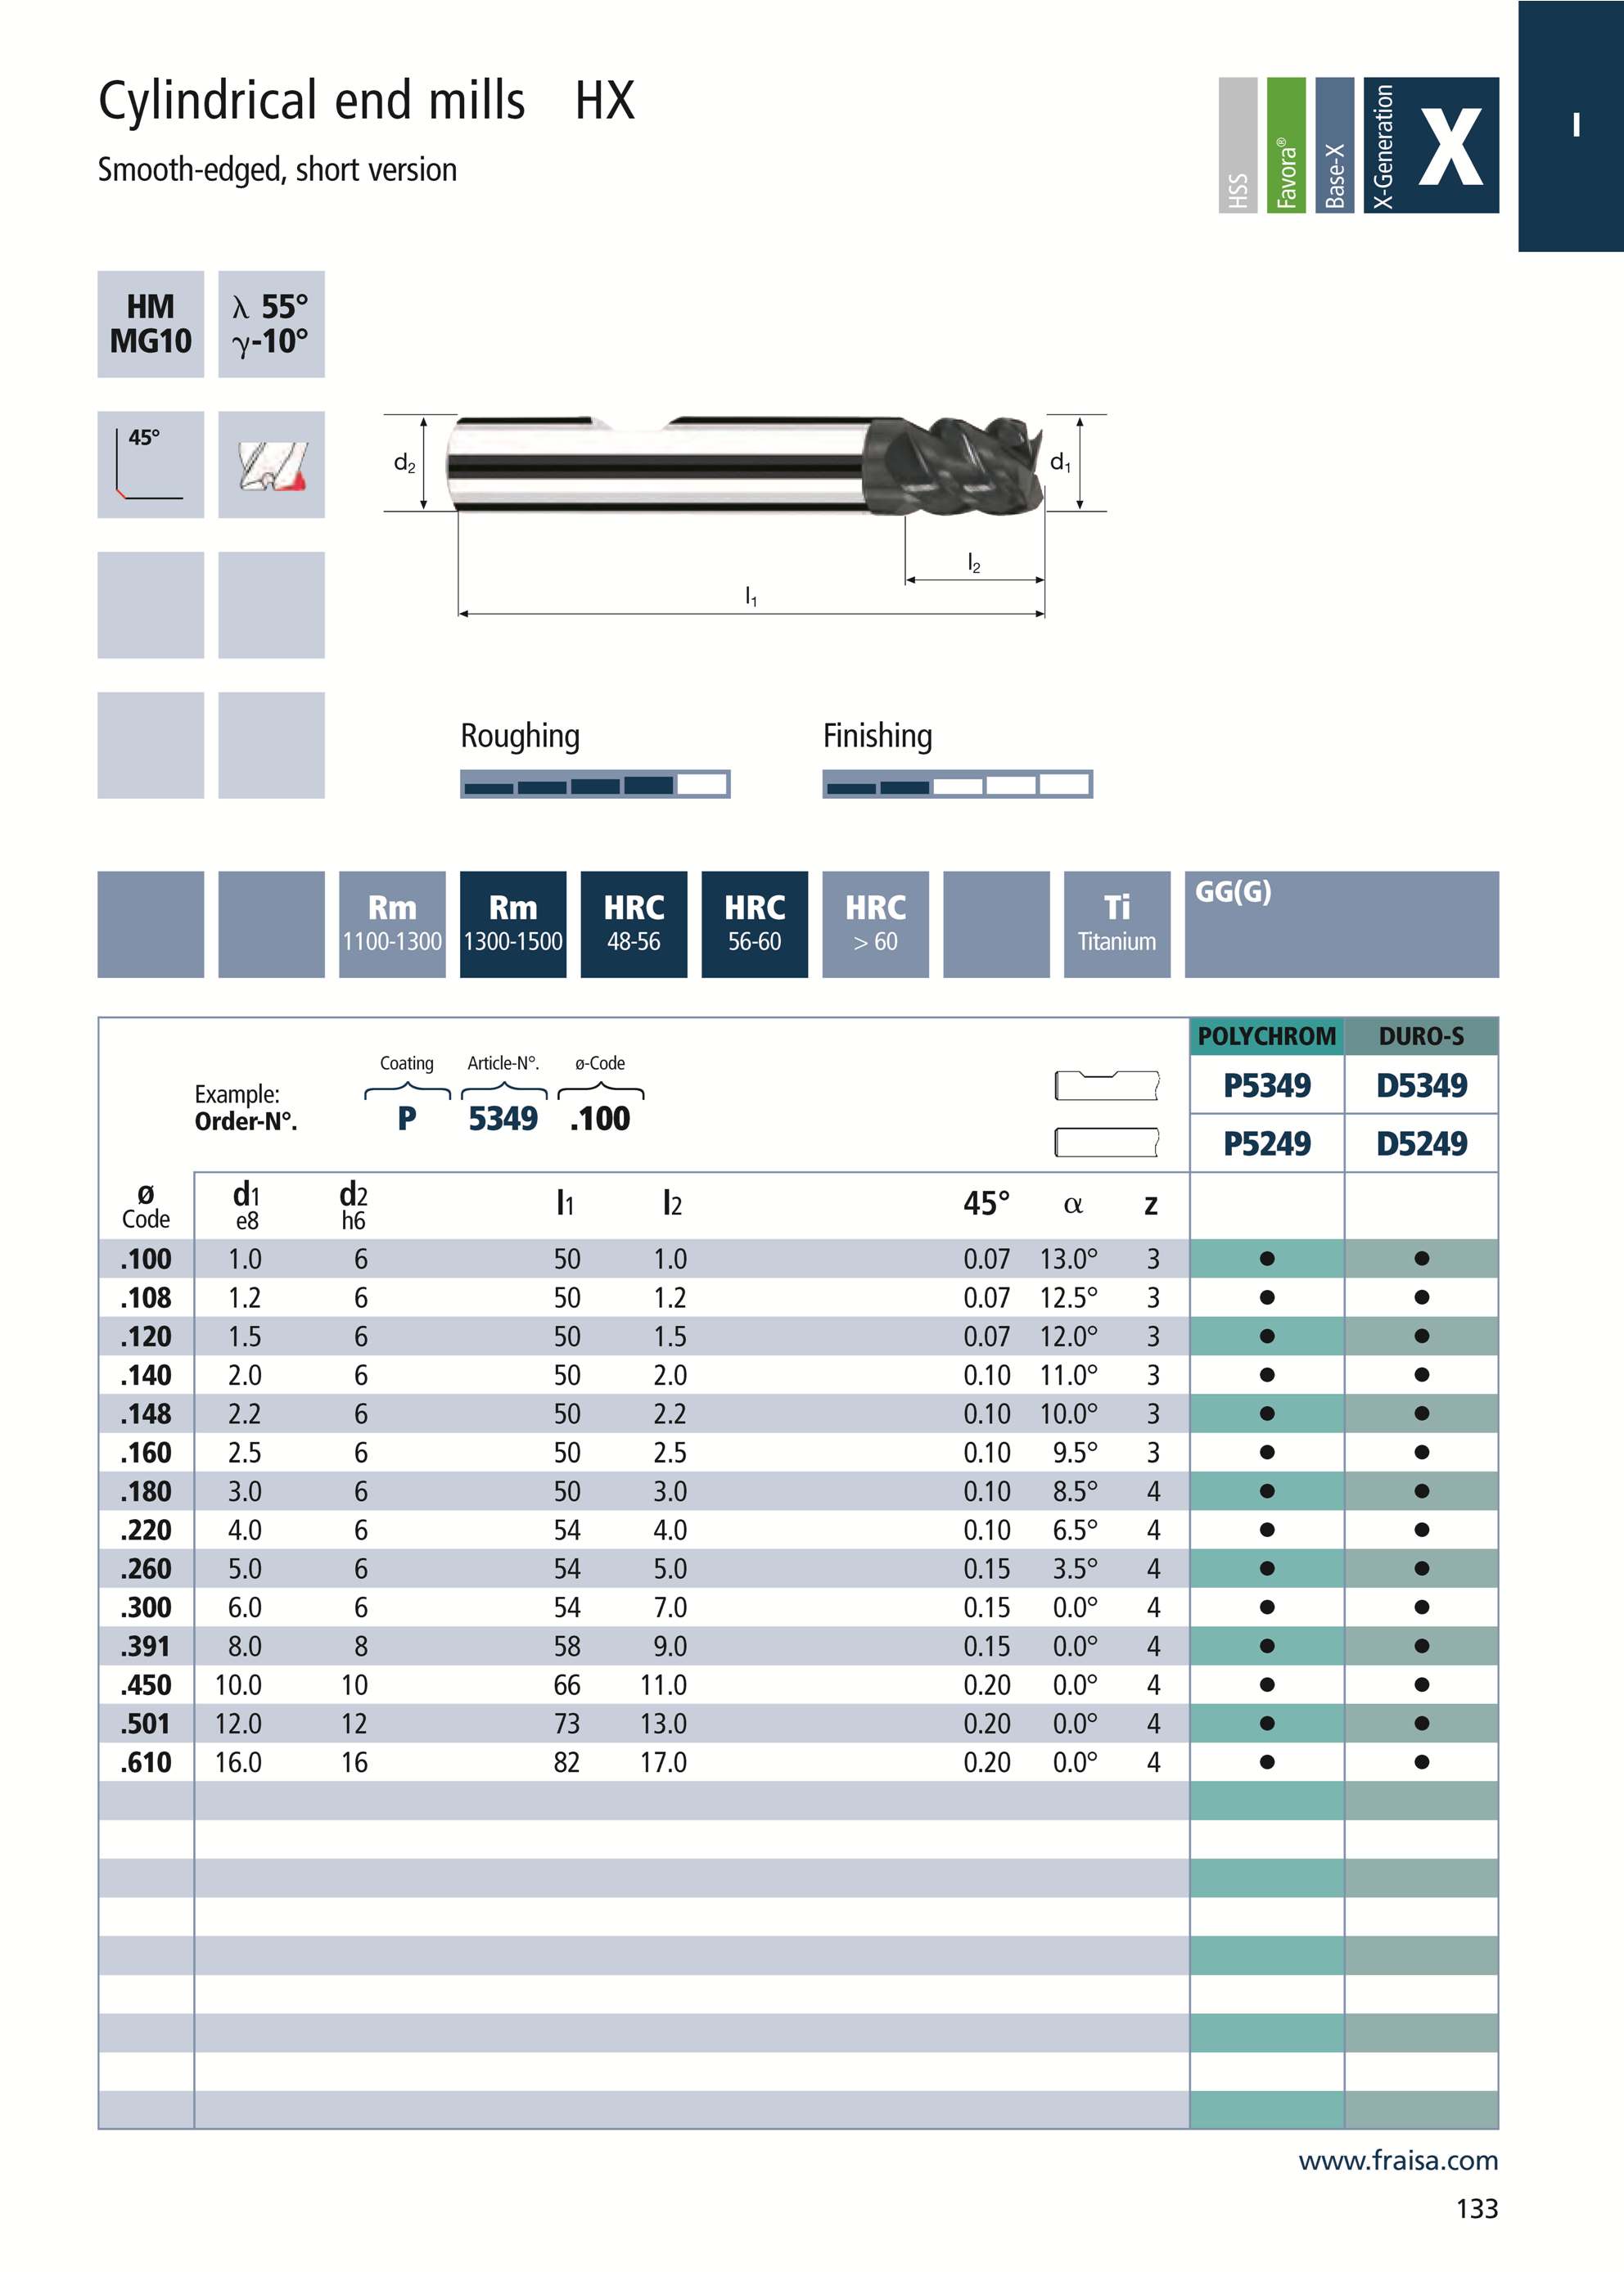 Cylindrical end mills HX
Smooth-edged, short version
HSS
Favora®
Base-X
X-Generation
X
I
HM
MG10
λ 55°
γ-10°
45°
d2
d1
l2
l1
Roughing
Finishing
Rm
1100-1300
Rm
1300-1500
HRC
48-56
HRC
56-60
HRC
> 60
Ti
Titanium
GG(G)
POLYCHROM DURO-S
Coating Article-N°. ø-Code
Example:
Order-N°. P 5349 .100
P5349 D5349
P5249 D5249
ø Code d1 e8 d2 h6 l1 l2 45° α z
.100 1.0 6 50 1.0 0.07 13.0° 3 ● ●
.108 1.2 6 50 1.2 0.07 12.5° 3 ● ●
.120 1.5 6 50 1.5 0.07 12.0° 3 ● ●
.140 2.0 6 50 2.0 0.10 11.0° 3 ● ●
.148 2.2 6 50 2.2 0.10 10.0° 3 ● ●
.160 2.5 6 50 2.5 0.10 9.5° 3 ● ●
.180 3.0 6 50 3.0 0.10 8.5° 4 ● ●
.220 4.0 6 54 4.0 0.10 6.5° 4 ● ●
.260 5.0 6 54 5.0 0.15 3.5° 4 ● ●
.300 6.0 6 54 7.0 0.15 0.0° 4 ● ●
.391 8.0 8 58 9.0 0.15 0.0° 4 ● ●
.450 10.0 10 66 11.0 0.20 0.0° 4 ● ●
.501 12.0 12 73 13.0 0.20 0.0° 4 ● ●
.610 16.0 16 82 17.0 0.20 0.0° 4 ● ●
www.fraisa.com
133